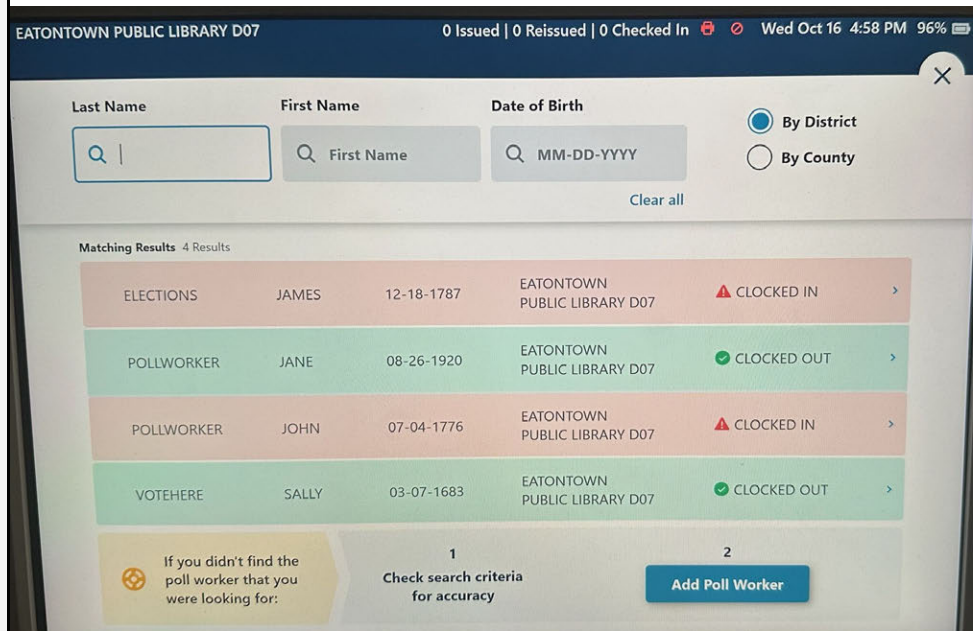 EATONTOWN PUBLIC LIBRARY D07 0 Issued | 0 Reissued | 0 Checked In Wed Oct 16 4:58 PM 96%
Last Name First Name Date of Birth
By District
First Name MM-DD-YYYY
By County
Clear all
Matching Results 4 Results
ELECTIONS JAMES 12-18-1787 EATONTOWN
PUBLIC LIBRARY D07 CLOCKED IN
POLLWORKER JANE 08-26-1920 EATONTOWN
PUBLIC LIBRARY D07 CLOCKED OUT
POLLWORKER JOHN 07-04-1776 EATONTOWN
PUBLIC LIBRARY D07 CLOCKED IN
VOTEHERE SALLY 03-07-1683 EATONTOWN
PUBLIC LIBRARY D07 CLOCKED OUT
If you didn't find the
poll worker that you
were looking for:
1
Check search criteria
for accuracy
2
Add Poll Worker